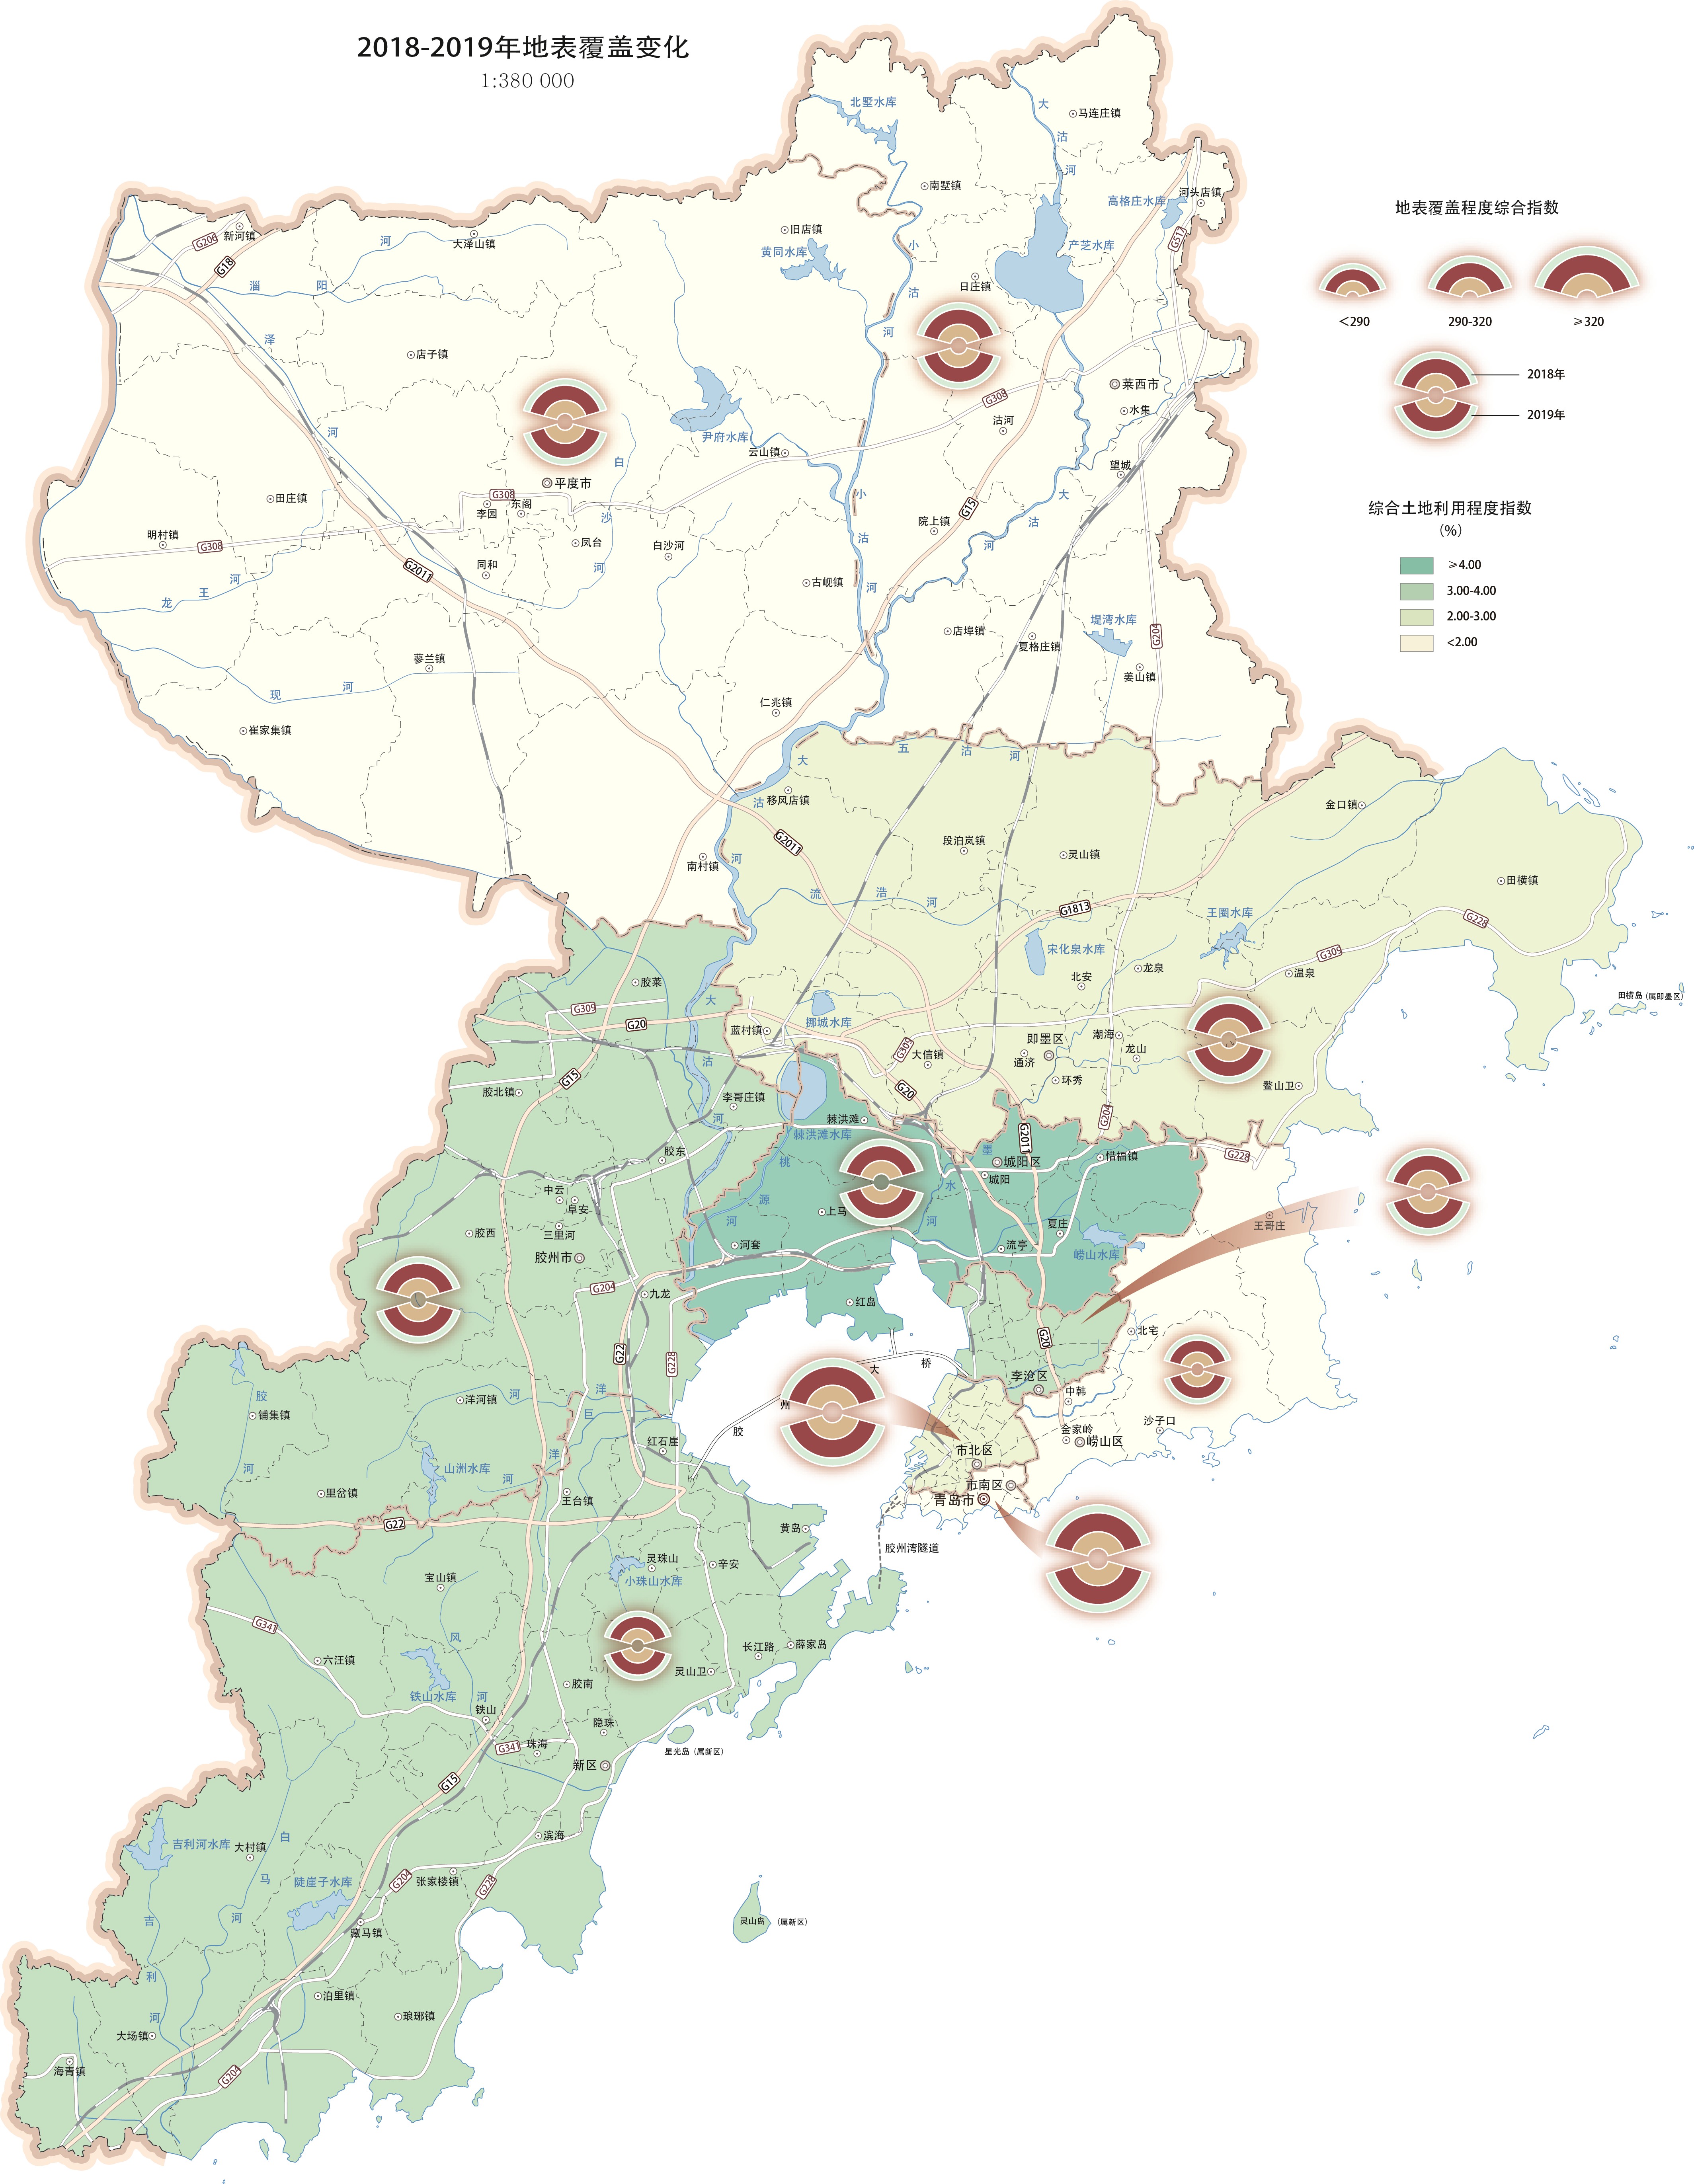 2018-2019年地表覆盖变化
1:380 000
地表覆盖程度综合指数
<290
290-320
≥320
2018年
2019年
综合土地利用程度指数
(%)
≥4.00
3.00-4.00
2.00-3.00
<2.00
北墅水库
大
沽
河
马连庄镇
南墅镇
高格庄水库
河头店镇
G206
新河镇
G18
河
大泽山镇
旧店镇
黄同水库
小
沽
河
产芝水库
G517
日庄镇
淄
阳
泽
河
店子镇
莱西市
水集
G308
沽河
尹府水库
云山镇
望城
白
沙
河
平度市
G308
李园
东阁
田庄镇
明村镇
G308
凤台
白沙河
同和
G2011
小
沽
河
院上镇
G15
大
沽
河
古岘镇
龙
王
河
店埠镇
夏格庄镇
堤湾水库
G204
姜山镇
蓼兰镇
现
河
仁兆镇
崔家集镇
五
沽
河
大
沽
河
移风店镇
金口镇
G2011
段泊岚镇
灵山镇
南村镇
田横镇
流
浩
河
G1813
王圈水库
G228
宋化泉水库
G309
胶莱
北安
龙泉
温泉
田横岛(属即墨区)
G309
G20
大
沽
河
蓝村镇
挪城水库
即墨区
潮海
龙山
G309
大信镇
通济
环秀
鳌山卫
G15
G20
胶北镇
李哥庄镇
棘洪滩
G204
棘洪滩水库
G2011
胶东
桃
源
河
墨
水
河
城阳区
城阳
惜福镇
G228
中云
阜安
三里河
胶西
上马
王哥庄
胶州市
河套
流亭
夏庄
崂山水库
G204
九龙
红岛
G22
G228
G20
北宅
胶
州
大
桥
李沧区
中韩
胶
河
铺集镇
洋河镇
河
洋
巨
洋
河
红石崖
金家岭
崂山区
沙子口
市北区
市南区
青岛市
山洲水库
里岔镇
王台镇
G22
黄岛
胶州湾隧道
灵珠山
小珠山水库
辛安
宝山镇
G341
风
河
长江路
薛家岛
灵山卫
六汪镇
铁山水库
胶南
铁山
隐珠
G341
珠海
星光岛(属新区)
新区
G15
吉利河水库
大村镇
白
马
河
滨海
陡崖子水库
G204
张家楼镇
G228
灵山岛
(属新区)
藏马镇
吉
利
河
泊里镇
琅琊镇
大场镇
海青镇
G204